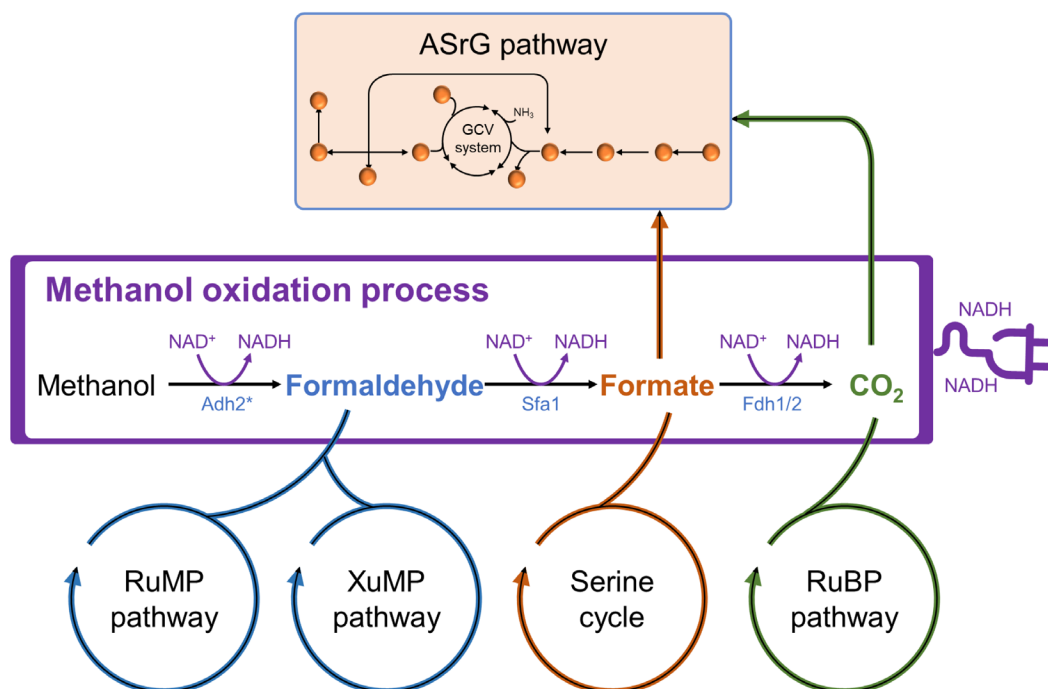 ASrG pathway
NH₃
GCV
system
Methanol oxidation process
NADH
NAD⁺ NADH
NAD⁺ NADH
NAD⁺ NADH
Methanol
Formaldehyde
Formate
CO₂
NADH
Adh2*
Sfa1
Fdh1/2
RuMP
pathway
XuMP
pathway
Serine
cycle
RuBP
pathway